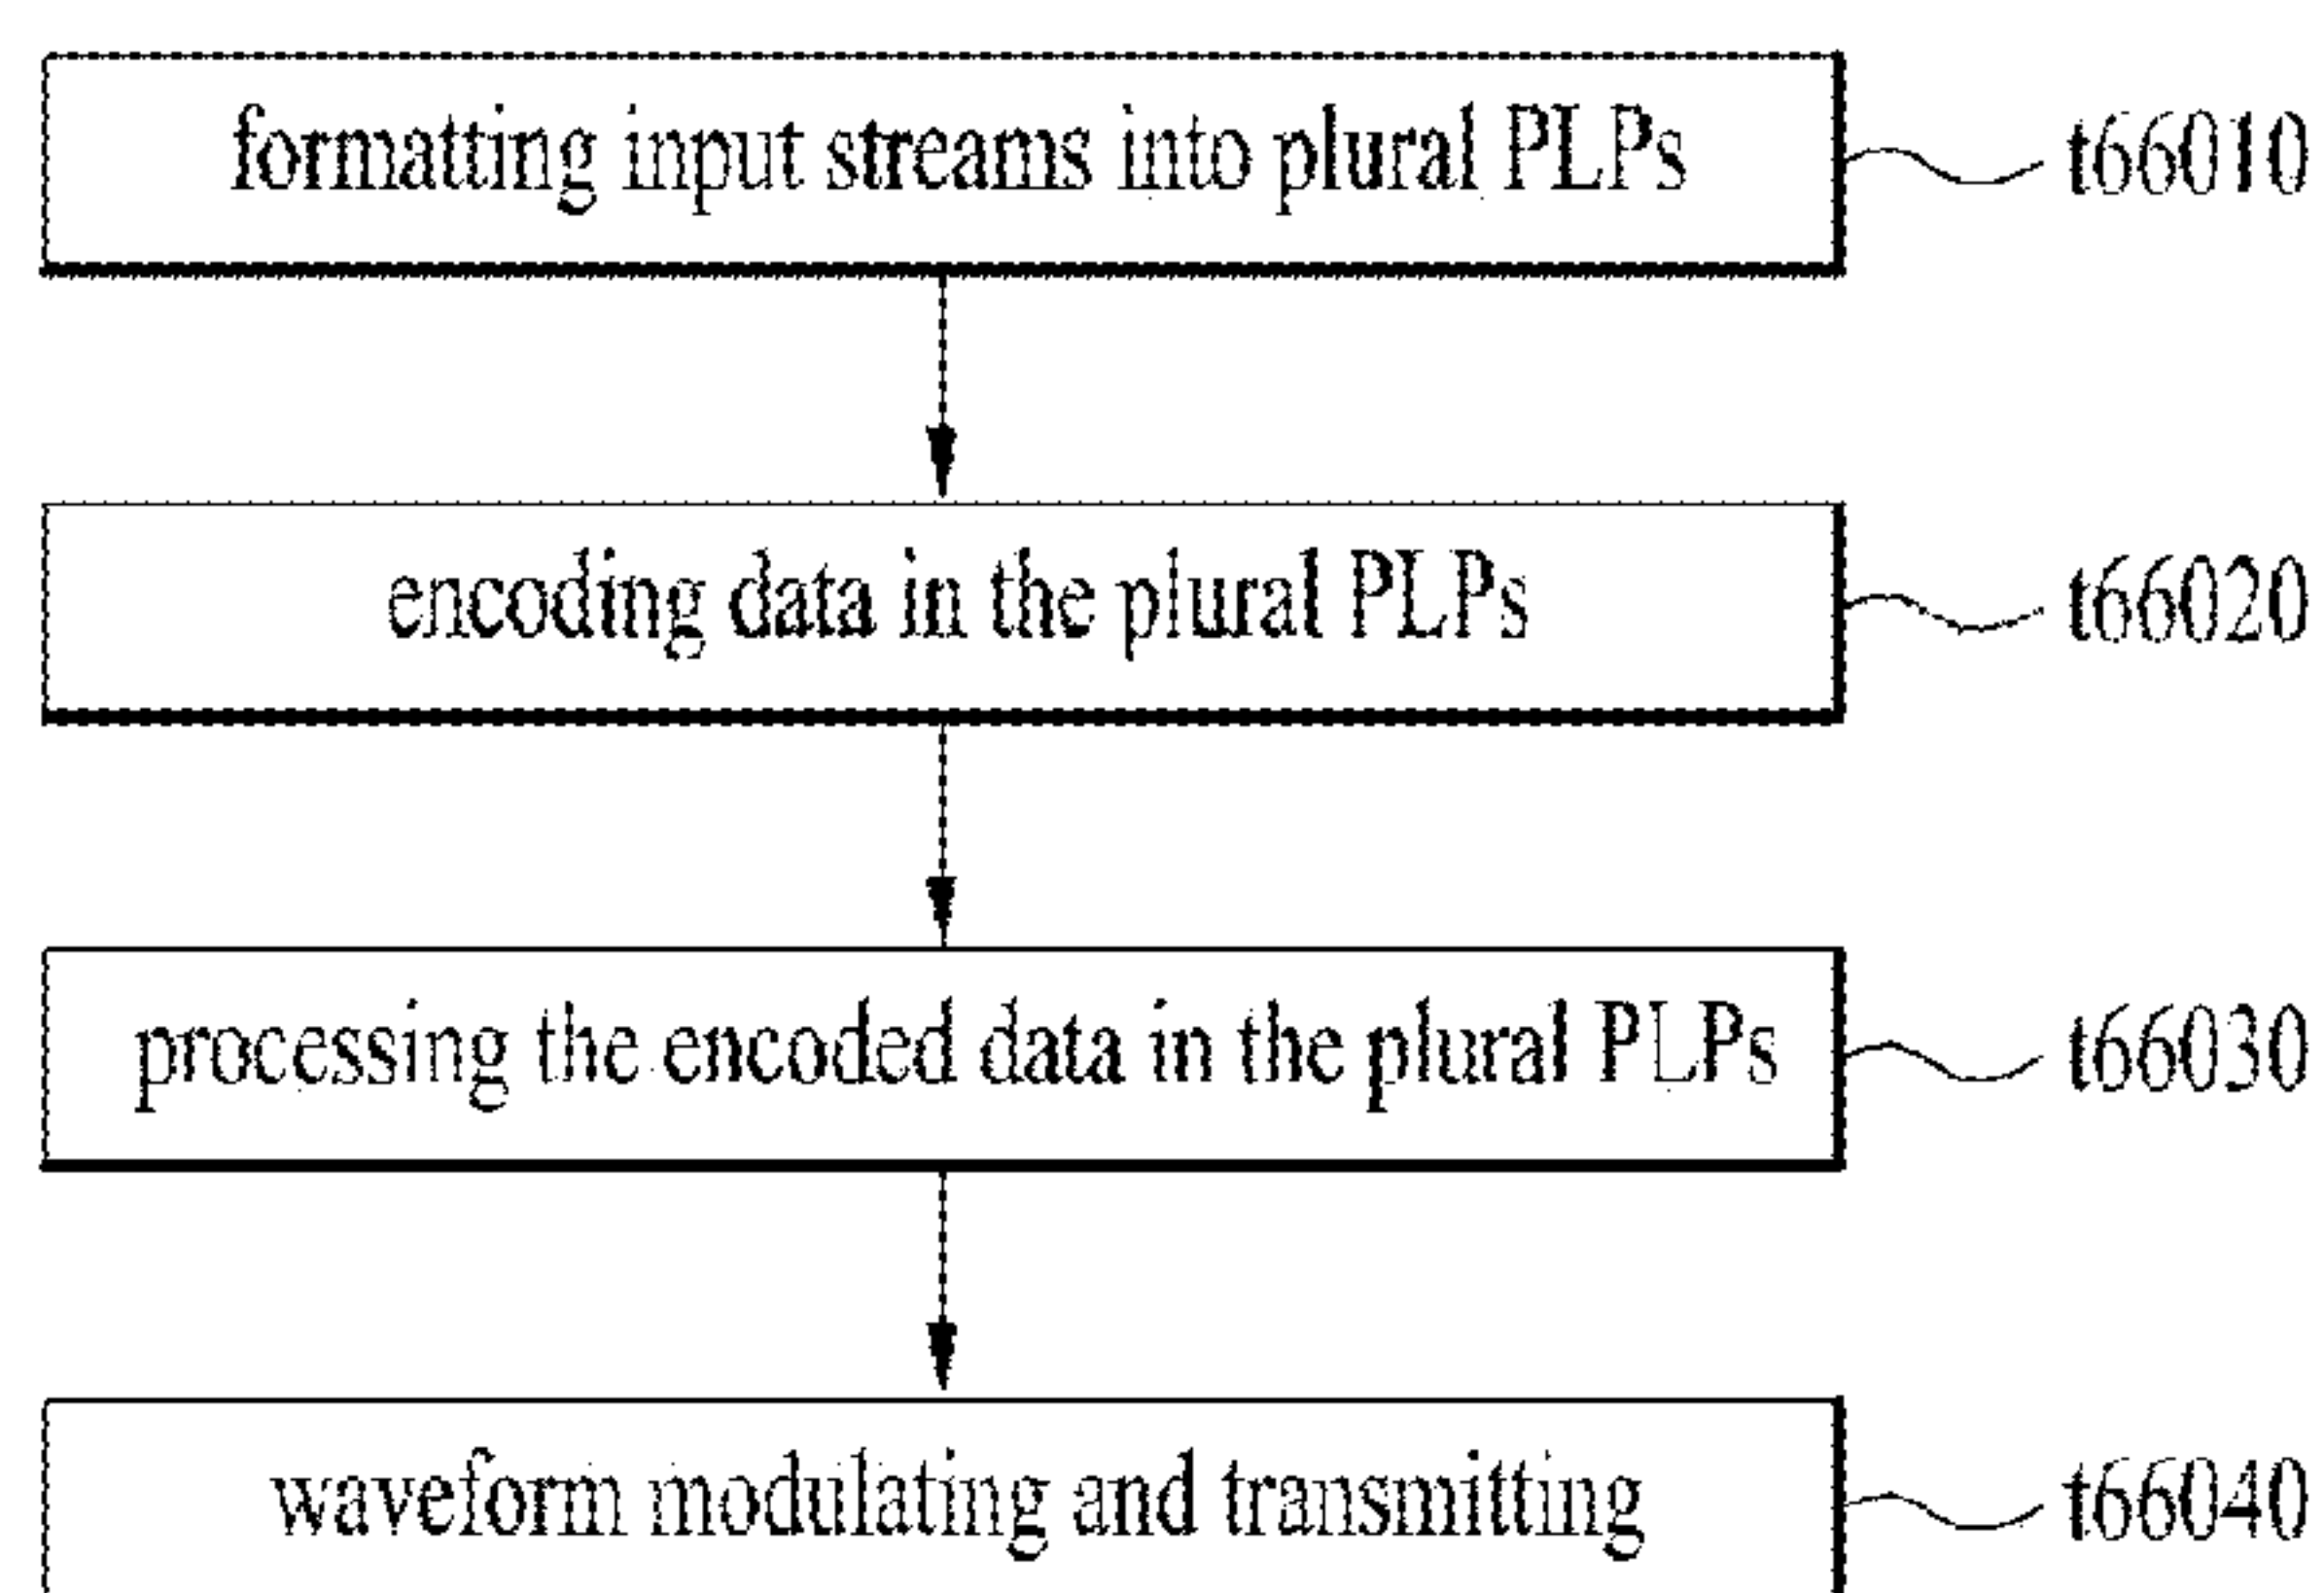 formatting input streams into plural PLPs t66010
encoding data in the plural PLPs t66020
processing the encoded data in the plural PLPs t66030
waveform modulating and transmitting t66040